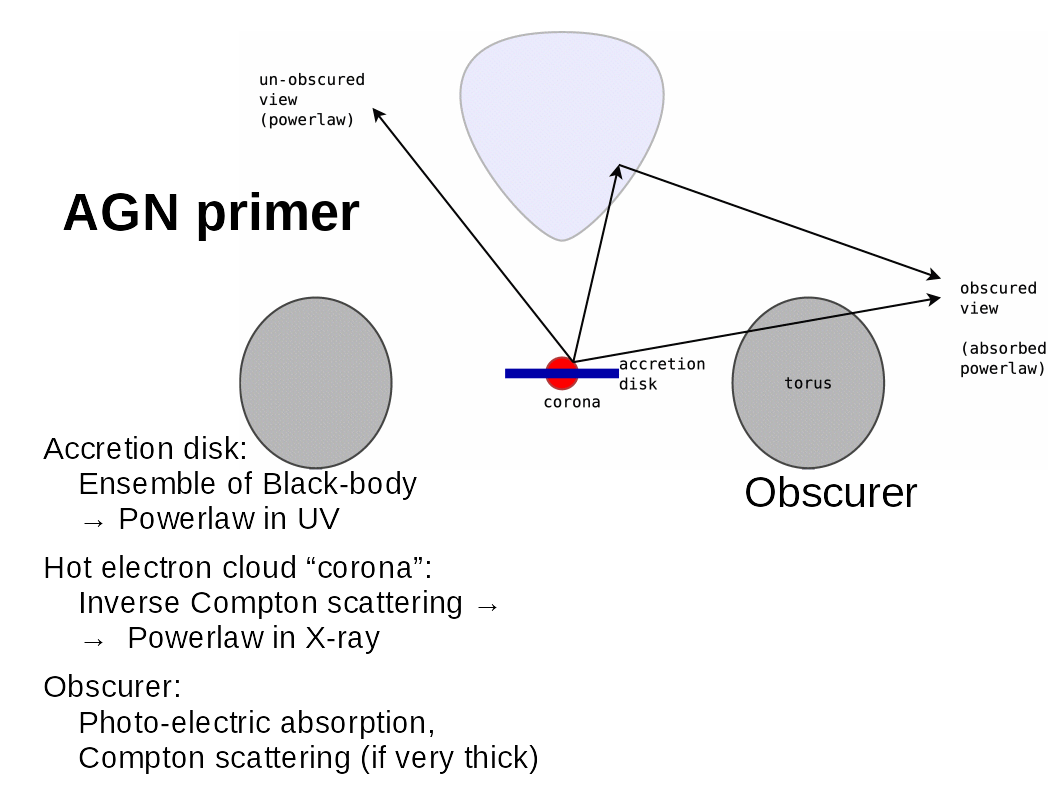 un-obscured
view
(powerlaw)
AGN primer
obscured
view
(absorbed
powerlaw)
accretion
disk
torus
corona
Accretion disk:
Ensemble of Black-body
→ Powerlaw in UV
Obscurer
Hot electron cloud “corona”:
Inverse Compton scattering →
→ Powerlaw in X-ray
Obscurer:
Photo-electric absorption,
Compton scattering (if very thick)